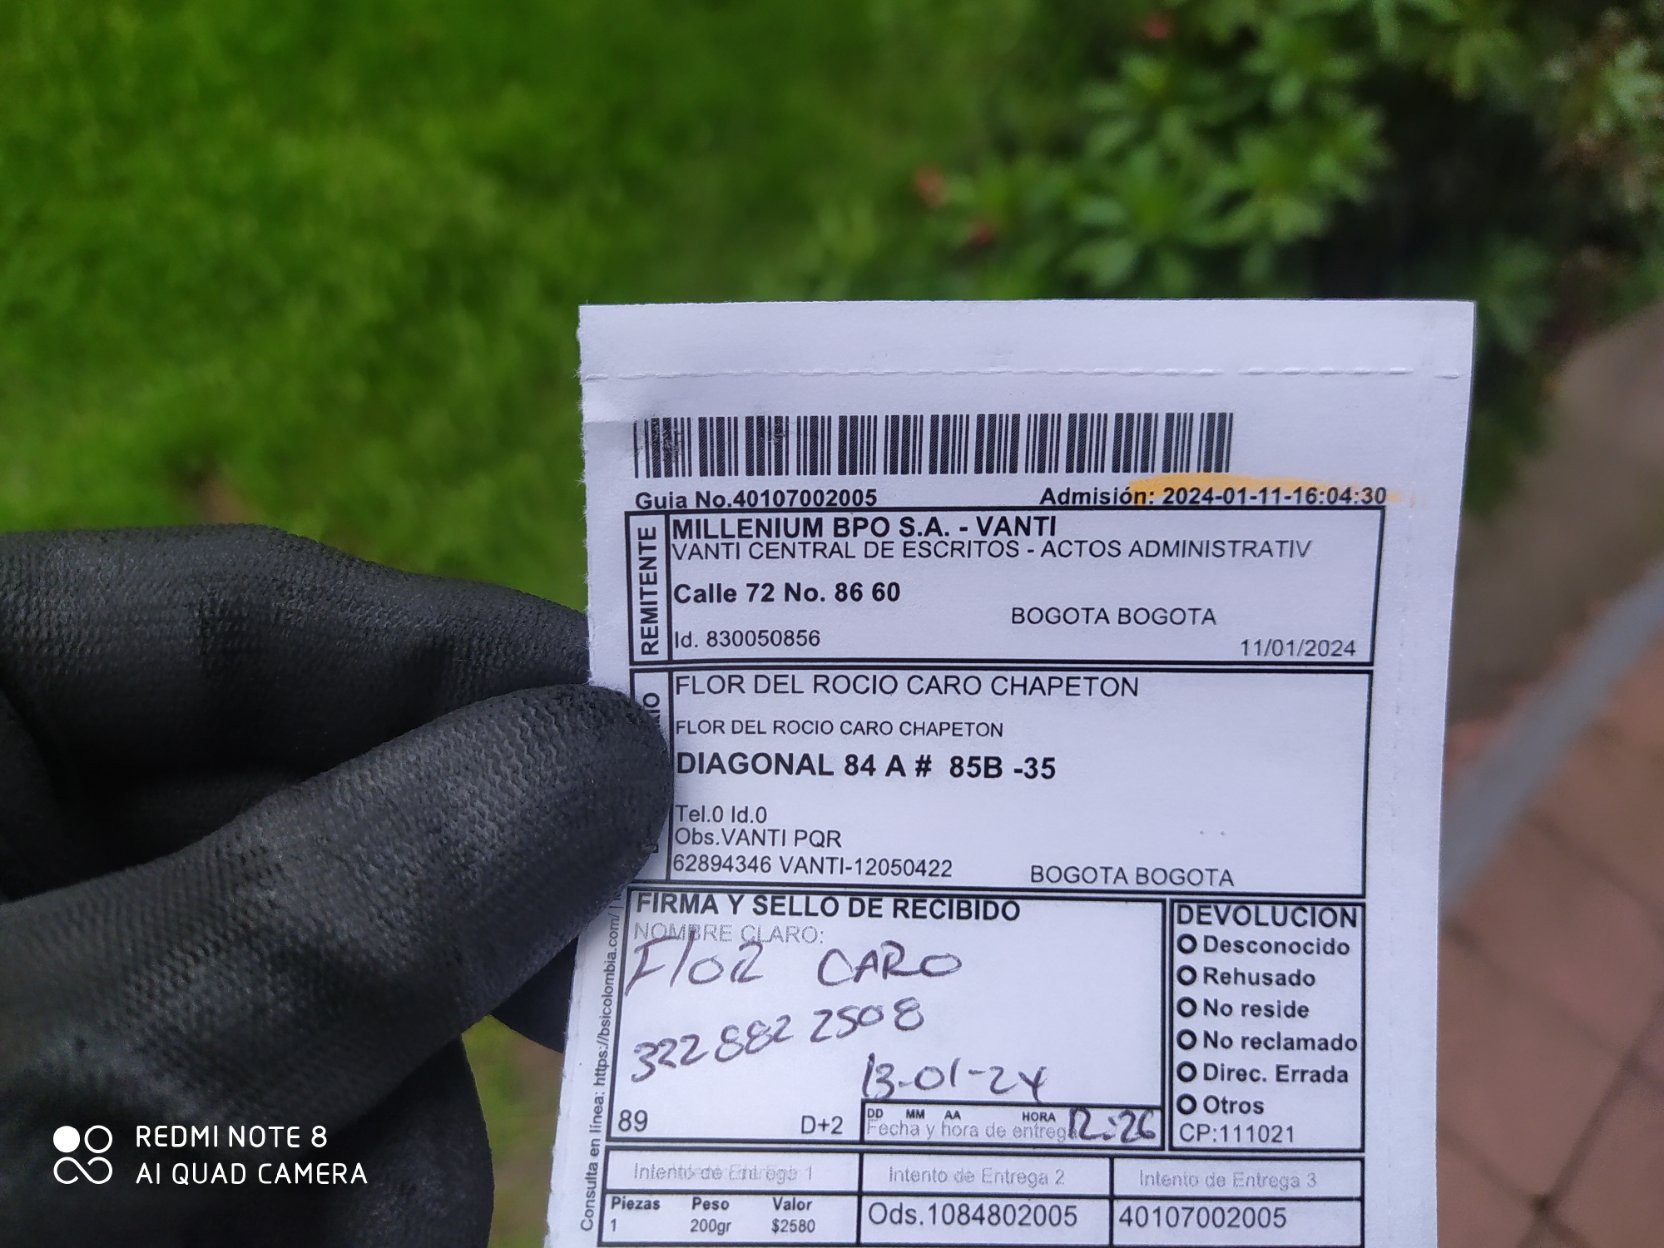 Guia No.40107002005 Admisión: 2024-01-11-16:04:30
REMITENTE
MILLENIUM BPO S.A. - VANTI
VANTI CENTRAL DE ESCRITOS - ACTOS ADMINISTRATIV
Calle 72 No. 86 60
BOGOTA BOGOTA
Id. 830050856
11/01/2024
FLOR DEL ROCIO CARO CHAPETON
FLOR DEL ROCIO CARO CHAPETON
DIAGONAL 84 A # 85B -35
Tel.0 Id.0
Obs.VANTI PQR
62894346 VANTI-12050422 BOGOTA BOGOTA
FIRMA Y SELLO DE RECIBIDO
NOMBRE CLARO:
Flor CARO
322 882 2508
13-01-24
89 D+2
DD MM AA HORA
Fecha y hora de entrega 12:26
DEVOLUCION
Desconocido
Rehusado
No reside
No reclamado
Direc. Errada
Otros
CP:111021
Intento de Entrega 1 Intento de Entrega 2 Intento de Entrega 3
Piezas Peso Valor
1 200gr $2580
Ods.1084802005 40107002005
Consulta en línea: https://bsicolombia.com/
REDMI NOTE 8
AI QUAD CAMERA